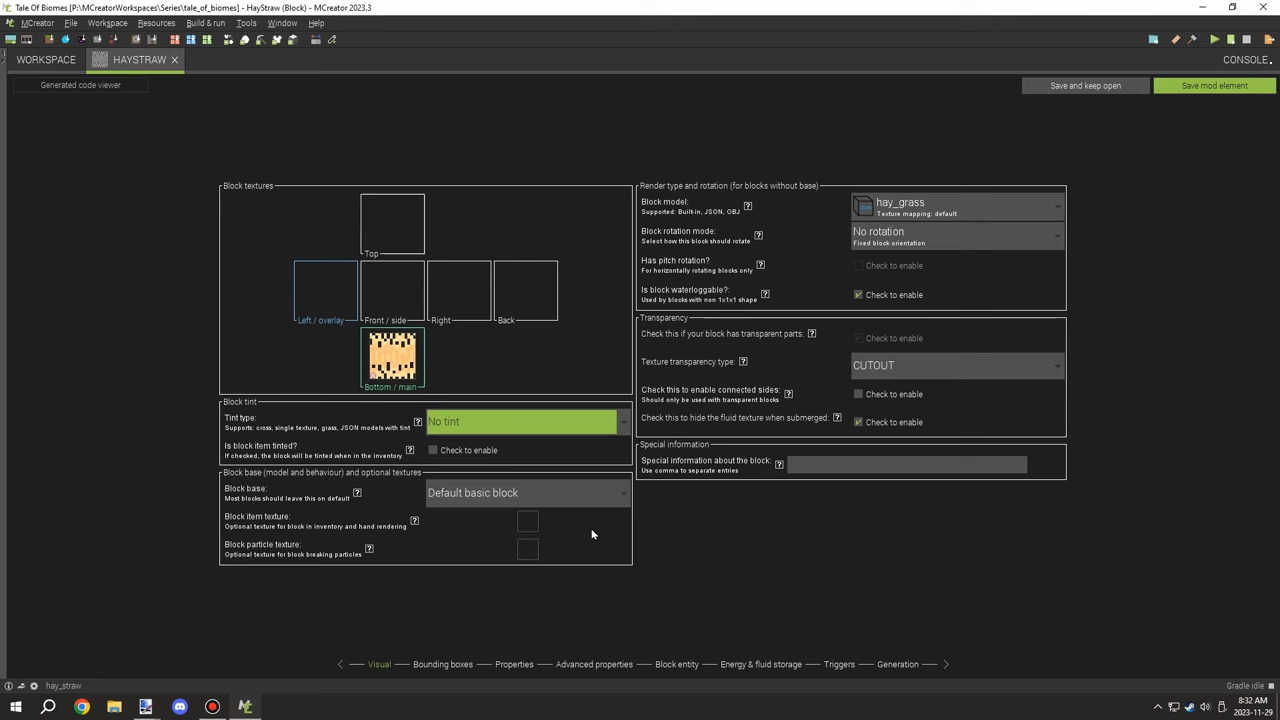 Tale Of Biomes [P:\MCreatorWorkspaces\Series\tale_of_biomes] - HayStraw (Block) - MCreator 2023.3
MCreator File Workspace Resources Build & run Tools Window Help
WORKSPACE HAYSTRAW CONSOLE
Generated code viewer
Save and keep open Save mod element
Block textures
Top
Left / overlay Front / side Right Back
Bottom / main
Block tint
Tint type: ?
Supports: cross, single texture, grass, JSON models with tint
No tint
Is block item tinted? ?
If checked, the block will be tinted when in the inventory
Check to enable
Block base (model and behaviour) and optional textures
Block base: ?
Most blocks should leave this on default
Default basic block
Block item texture: ?
Optional texture for block in inventory and hand rendering
Block particle texture: ?
Optional texture for block breaking particles
Render type and rotation (for blocks without base)
Block model: ?
Supported: Built-in, JSON, OBJ
hay_grass
Texture mapping: default
Block rotation mode: ?
Select how this block should rotate
No rotation
Fixed block orientation
Has pitch rotation? ?
For horizontally rotating blocks only
Check to enable
Is block waterloggable?: ?
Used by blocks with non 1x1x1 shape
Check to enable
Transparency
Check this if your block has transparent parts: ?
Check to enable
Texture transparency type: ?
CUTOUT
Check this to enable connected sides: ?
Should only be used with transparent blocks
Check to enable
Check this to hide the fluid texture when submerged: ?
Check to enable
Special information
Special information about the block: ?
Use comma to separate entries
Visual Bounding boxes Properties Advanced properties Block entity Energy & fluid storage Triggers Generation
hay_straw
Gradle idle
8:32 AM
2023-11-29